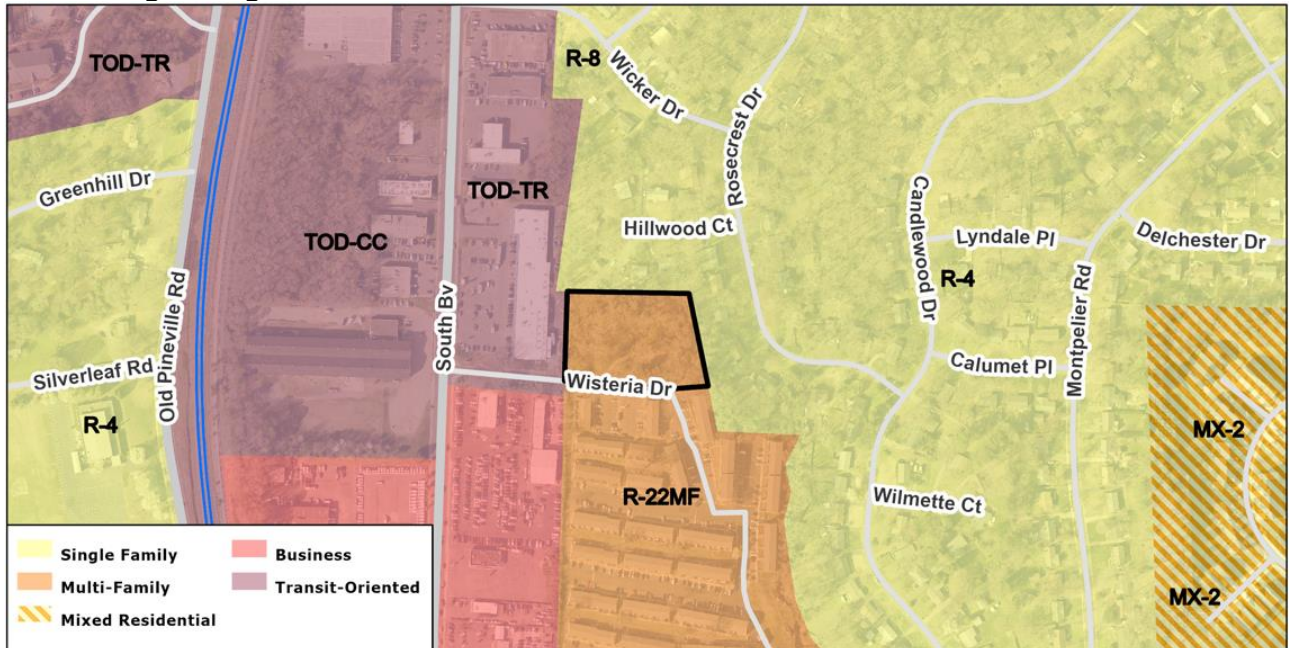 TOD-TR
R-8
Wicker Dr
Rosecrest Dr
Greenhill Dr
TOD-TR
Candlewood Dr
Hillwood Ct
Lyndale Pl
Delchester Dr
TOD-CC
R-4
Old Pineville Rd
South Bv
Montpelier Rd
Silverleaf Rd
Wisteria Dr
Calumet Pl
R-4
MX-2
R-22MF
Wilmette Ct
Single Family
Business
Multi-Family
Transit-Oriented
Mixed Residential
MX-2